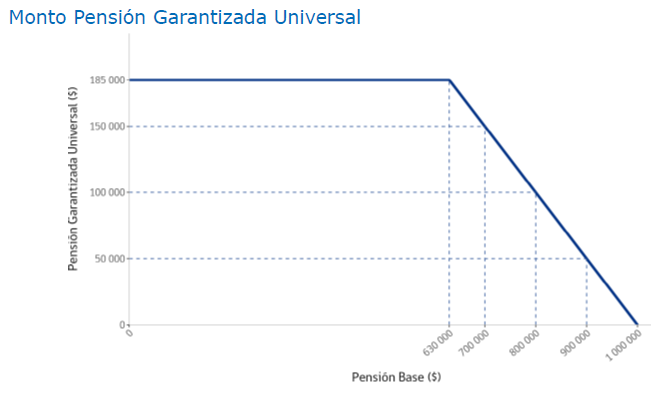 Monto Pensión Garantizada Universal
Pensión Garantizada Universal ($)
185 000
150 000
100 000
50 000
0
0
630 000
700 000
800 000
900 000
1 000 000
Pensión Base ($)